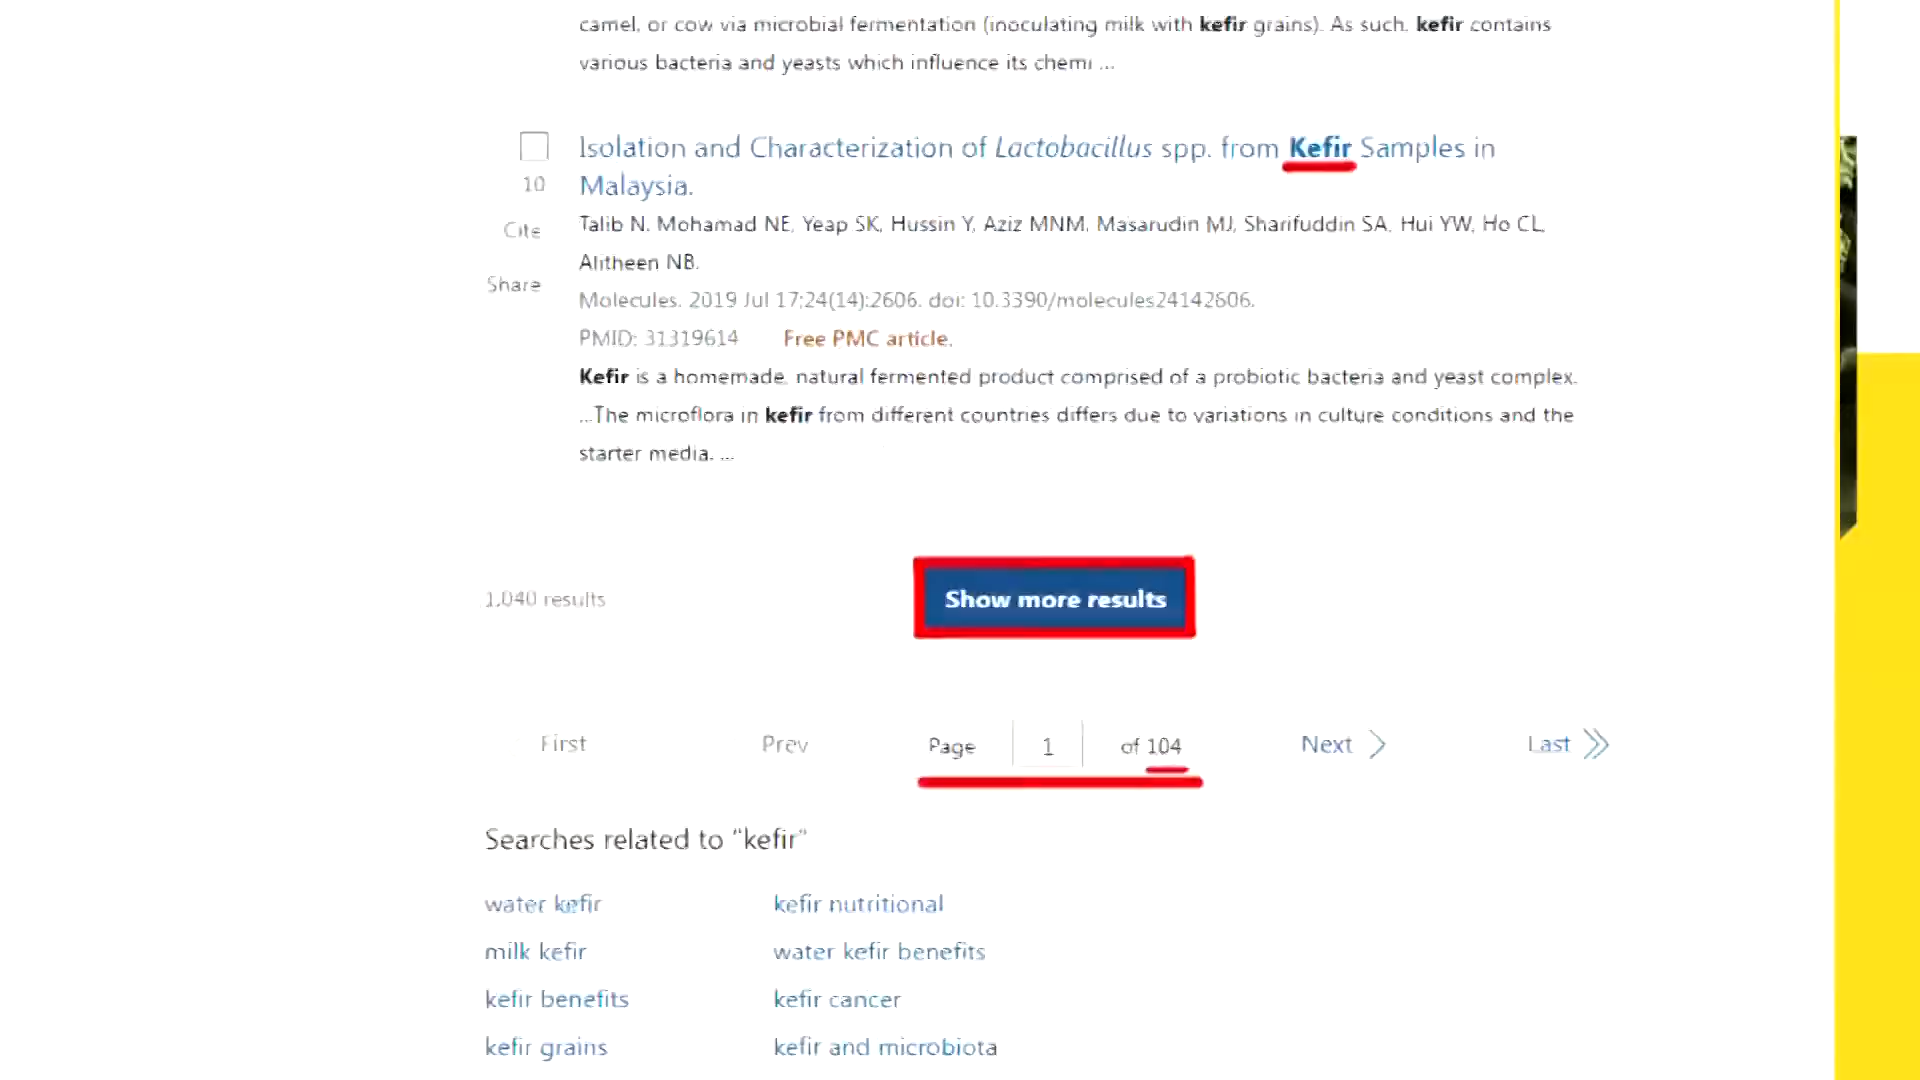 camel, or cow via microbial fermentation (inoculating milk with kefir grains). As such, kefir contains
various bacteria and yeasts which influence its chemi ...
Isolation and Characterization of Lactobacillus spp. from Kefir Samples in
Malaysia.
10
Cite
Share
Talib N, Mohamad NE, Yeap SK, Hussin Y, Aziz MNM, Masarudin MJ, Sharifuddin SA, Hui YW, Ho CL,
Alitheen NB.
Molecules. 2019 Jul 17;24(14):2606. doi: 10.3390/molecules24142606.
PMID: 31319614 Free PMC article.
Kefir is a homemade, natural fermented product comprised of a probiotic bacteria and yeast complex.
...The microflora in kefir from different countries differs due to variations in culture conditions and the
starter media. ...
1,040 results
Show more results
First Prev Page 1 of 104 Next Last
Searches related to "kefir"
water kefir kefir nutritional
milk kefir water kefir benefits
kefir benefits kefir cancer
kefir grains kefir and microbiota